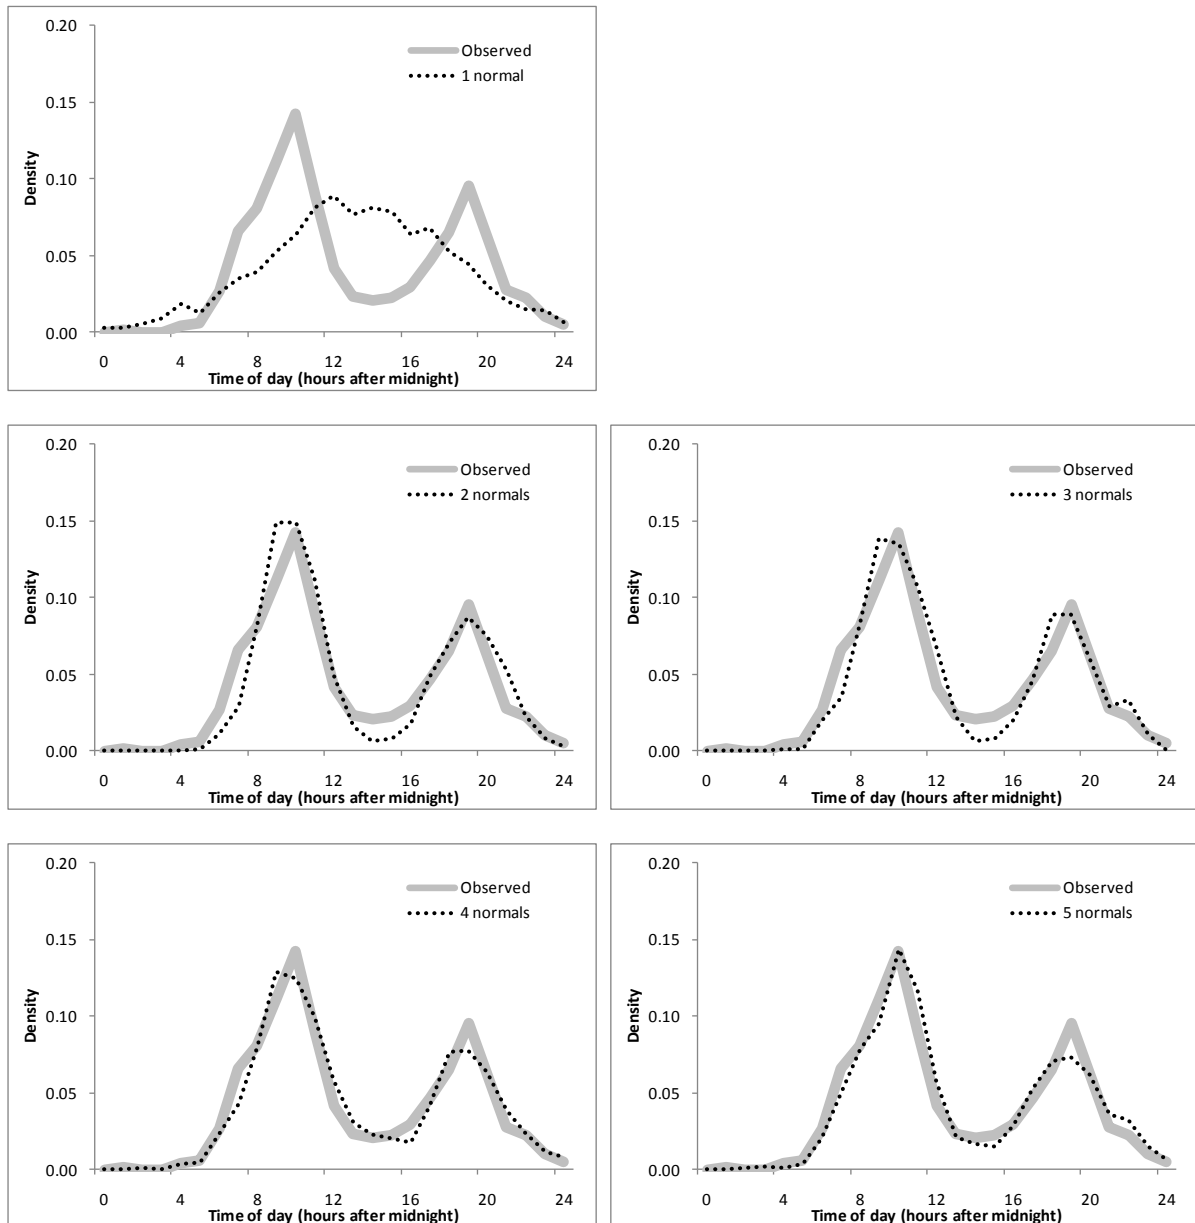 0.20
0.15
0.10
0.05
0.00
Density
Observed
1 normal
0 4 8 12 16 20 24
Time of day (hours after midnight)
0.20
0.15
0.10
0.05
0.00
Density
Observed
2 normals
0 4 8 12 16 20 24
Time of day (hours after midnight)
0.20
0.15
0.10
0.05
0.00
Density
Observed
3 normals
0 4 8 12 16 20 24
Time of day (hours after midnight)
0.20
0.15
0.10
0.05
0.00
Density
Observed
4 normals
0 4 8 12 16 20 24
Time of day (hours after midnight)
0.20
0.15
0.10
0.05
0.00
Density
Observed
5 normals
0 4 8 12 16 20 24
Time of day (hours after midnight)